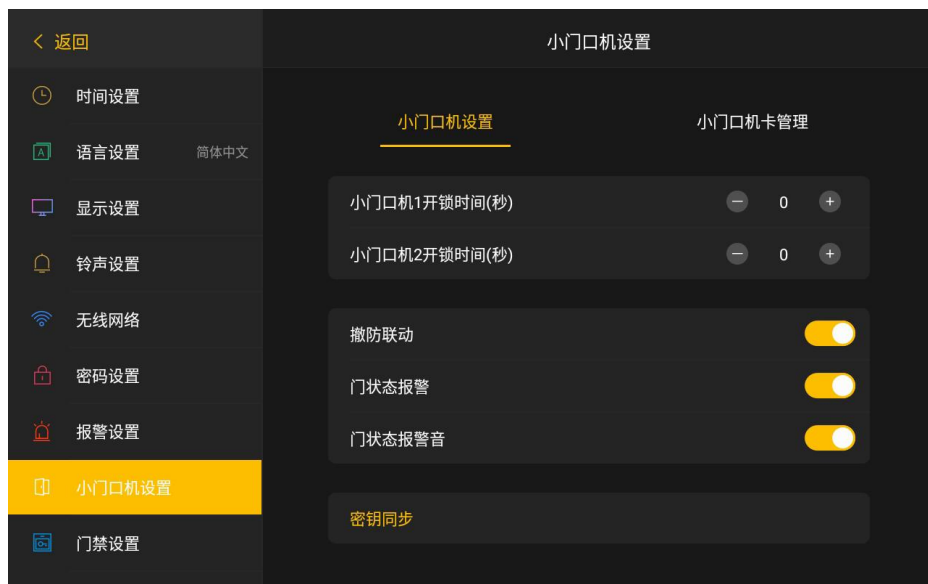 返回
小门口机设置
时间设置
语言设置 简体中文
显示设置
铃声设置
无线网络
密码设置
报警设置
小门口机设置
门禁设置
小门口机设置 小门口机卡管理
小门口机1开锁时间(秒) 0
小门口机2开锁时间(秒) 0
撤防联动
门状态报警
门状态报警音
密钥同步